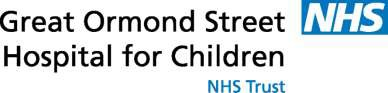 Great Ormond Street NHS
Hospital for Children
NHS Trust